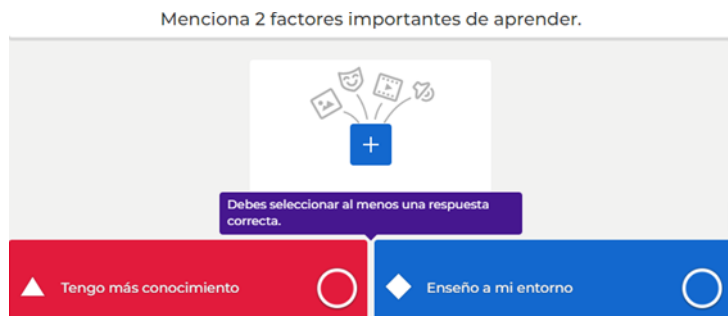 Menciona 2 factores importantes de aprender.
Debes seleccionar al menos una respuesta
correcta.
Tengo más conocimiento
Enseño a mi entorno